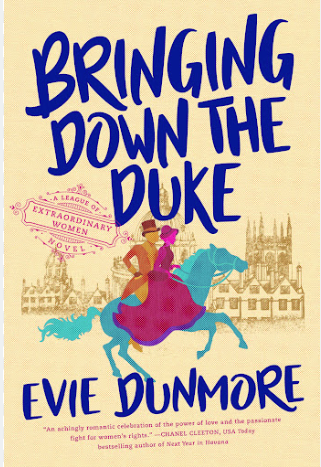 BRINGING
DOWN THE
DUKE
A LEAGUE OF
EXTRAORDINARY
WOMEN
NOVEL
EVIE DUNMORE
"An achingly romantic celebration of the power of love and the passionate
fight for women's rights." —CHANEL CLEETON, USA Today
bestselling author of Next Year in Havana